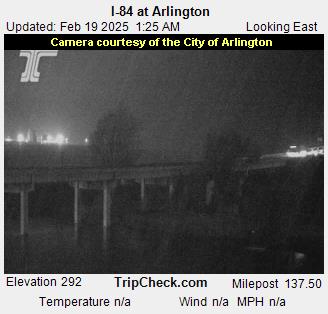 I-84 at Arlington
Updated: Feb 19 2025 1:25 AM Looking East
Camera courtesy of the City of Arlington
Elevation 292 TripCheck.com Milepost 137.50
Temperature n/a Wind n/a MPH n/a